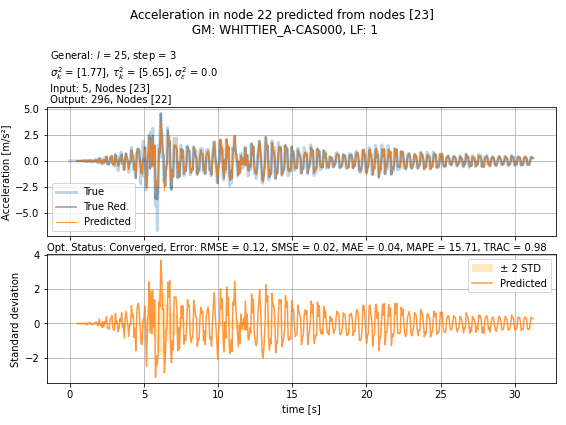 Acceleration in node 22 predicted from nodes [23]
GM: WHITTIER_A-CAS000, LF: 1
General: l = 25, step = 3
σ²ₖ = [1.77], τ²ₖ = [5.65], σ²ε = 0.0
Input: 5, Nodes [23]
Output: 296, Nodes [22]
5.0
2.5
0.0
−2.5
−5.0
Acceleration [m/s²]
True
True Red.
Predicted
Opt. Status: Converged, Error: RMSE = 0.12, SMSE = 0.02, MAE = 0.04, MAPE = 15.71, TRAC = 0.98
4
2
0
−2
Standard deviation
± 2 STD
Predicted
0 5 10 15 20 25 30
time [s]